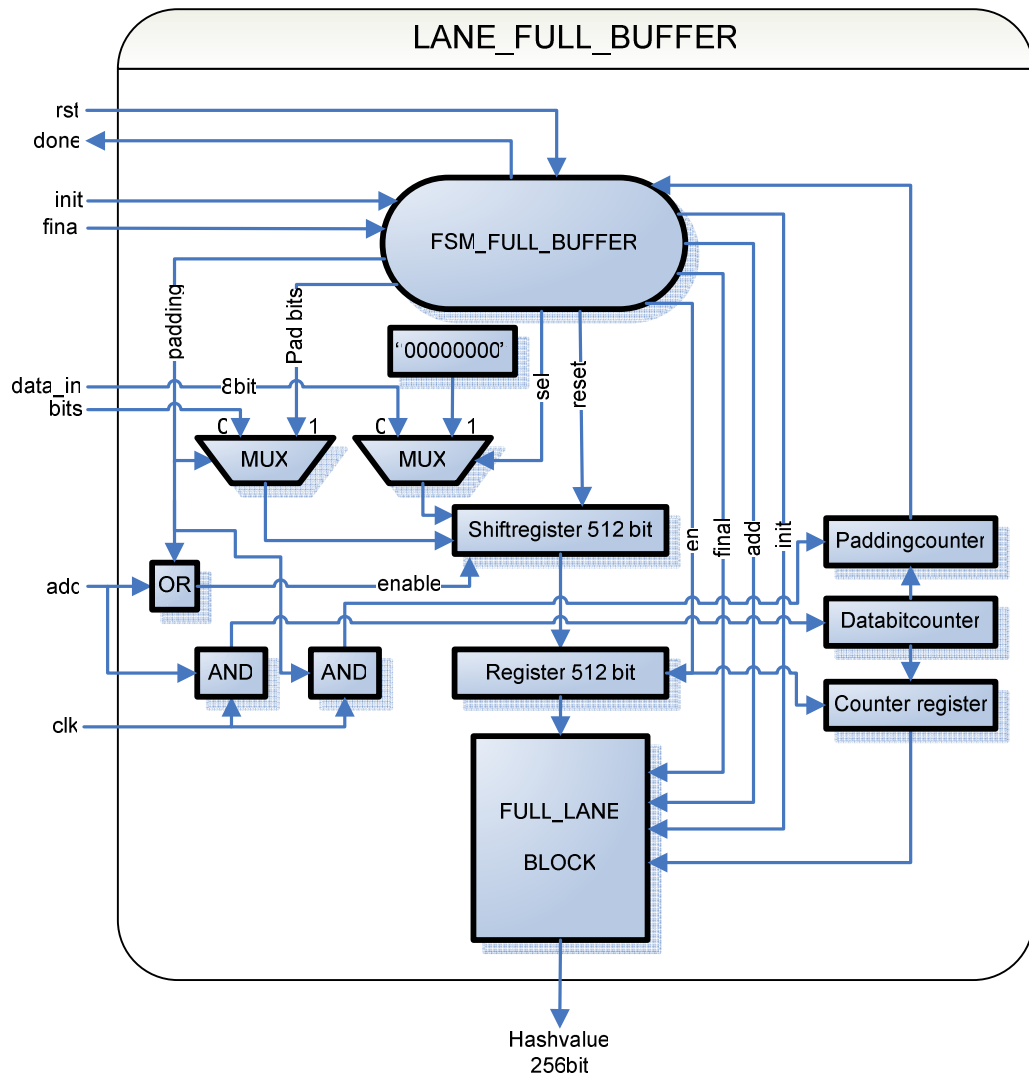 LANE_FULL_BUFFER
rst
done
init
fina
FSM_FULL_BUFFER
padding
Pad bits
'00000000'
sel
reset
data_in
8bit
bits
0
1
0
1
MUX
MUX
Shiftregister 512 bit
en
final
add
init
Paddingcounter
adc
OR
enable
Databitcounter
AND
AND
Register 512 bit
Counter register
clk
FULL_LANE
BLOCK
Hashvalue
256bit